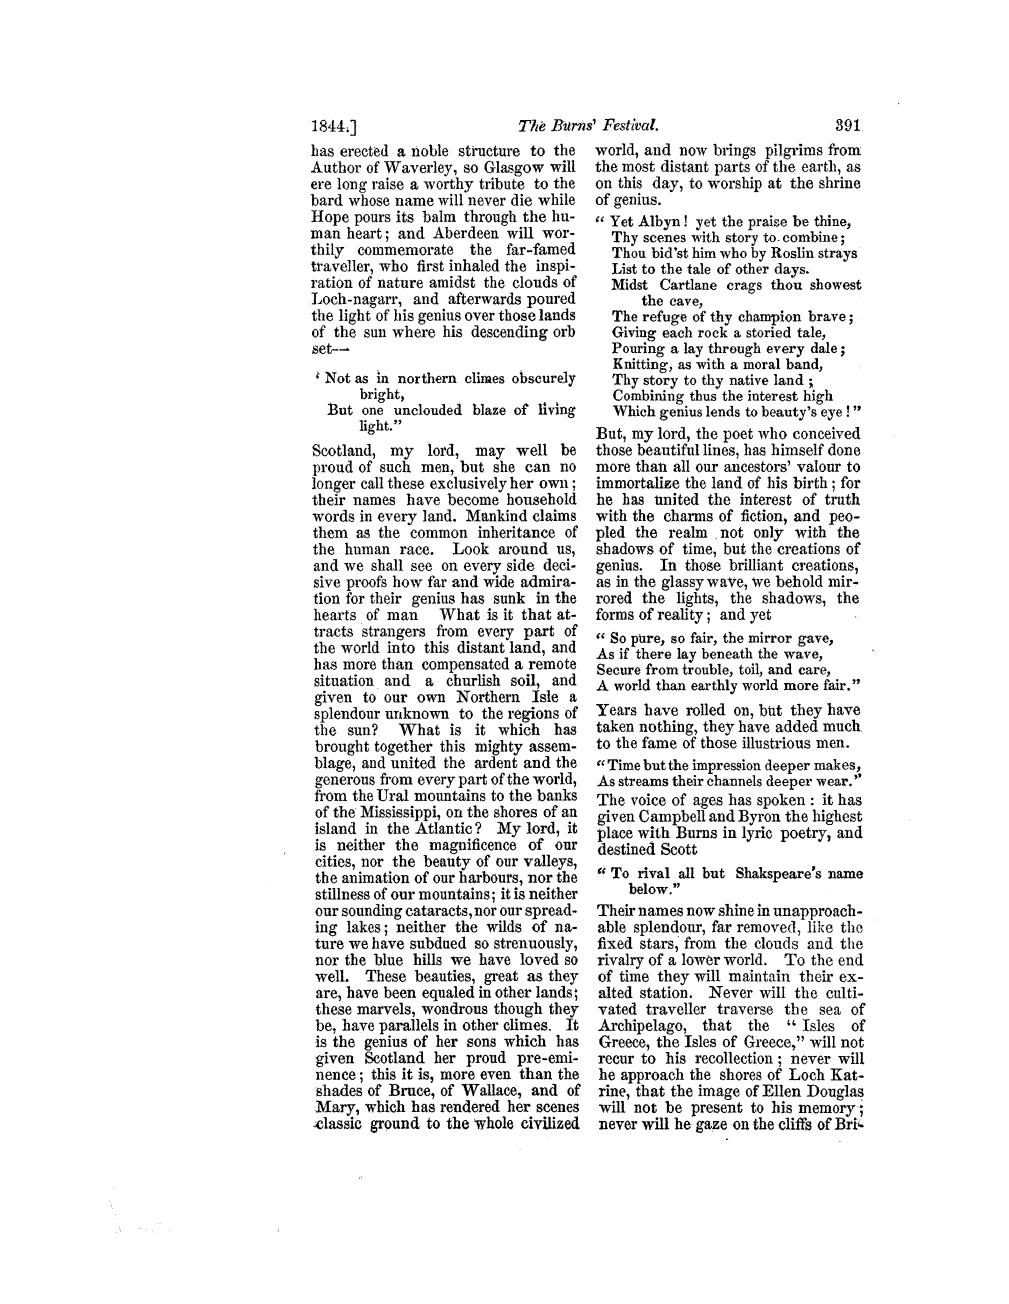 1844.] The Burns' Festival. 391
has erected a noble structure to the
Author of Waverley, so Glasgow will
ere long raise a worthy tribute to the
bard whose name will never die while
Hope pours its balm through the hu-
man heart; and Aberdeen will wor-
thily commemorate the far-famed
traveller, who first inhaled the inspi-
ration of nature amidst the clouds of
Loch-nagarr, and afterwards poured
the light of his genius over those lands
of the sun where his descending orb
set—
‘ Not as in northern climes obscurely
bright,
But one unclouded blaze of living
light.”
Scotland, my lord, may well be
proud of such men, but she can no
longer call these exclusively her own;
their names have become household
words in every land. Mankind claims
them as the common inheritance of
the human race. Look around us,
and we shall see on every side deci-
sive proofs how far and wide admira-
tion for their genius has sunk in the
hearts of man What is it that at-
tracts strangers from every part of
the world into this distant land, and
has more than compensated a remote
situation and a churlish soil, and
given to our own Northern Isle a
splendour unknown to the regions of
the sun? What is it which has
brought together this mighty assem-
blage, and united the ardent and the
generous from every part of the world,
from the Ural mountains to the banks
of the Mississippi, on the shores of an
island in the Atlantic? My lord, it
is neither the magnificence of our
cities, nor the beauty of our valleys,
the animation of our harbours, nor the
stillness of our mountains; it is neither
our sounding cataracts, nor our spread-
ing lakes; neither the wilds of na-
ture we have subdued so strenuously,
nor the blue hills we have loved so
well. These beauties, great as they
are, have been equaled in other lands;
these marvels, wondrous though they
be, have parallels in other climes. It
is the genius of her sons which has
given Scotland her proud pre-emi-
nence; this it is, more even than the
shades of Bruce, of Wallace, and of
Mary, which has rendered her scenes
classic ground to the whole civilized
world, and now brings pilgrims from
the most distant parts of the earth, as
on this day, to worship at the shrine
of genius.
“ Yet Albyn! yet the praise be thine,
Thy scenes with story to combine;
Thou bid'st him who by Roslin strays
List to the tale of other days.
Midst Cartlane crags thou showest
the cave,
The refuge of thy champion brave;
Giving each rock a storied tale,
Pouring a lay through every dale;
Knitting, as with a moral band,
Thy story to thy native land;
Combining thus the interest high
Which genius lends to beauty's eye!”
But, my lord, the poet who conceived
those beautiful lines, has himself done
more than all our ancestors' valour to
immortalize the land of his birth; for
he has united the interest of truth
with the charms of fiction, and peo-
pled the realm not only with the
shadows of time, but the creations of
genius. In those brilliant creations,
as in the glassy wave, we behold mir-
rored the lights, the shadows, the
forms of reality; and yet
“ So pure, so fair, the mirror gave,
As if there lay beneath the wave,
Secure from trouble, toil, and care,
A world than earthly world more fair.”
Years have rolled on, but they have
taken nothing, they have added much
to the fame of those illustrious men.
“ Time but the impression deeper makes,
As streams their channels deeper wear.”
The voice of ages has spoken: it has
given Campbell and Byron the highest
place with Burns in lyric poetry, and
destined Scott
“ To rival all but Shakspeare's name
below.”
Their names now shine in unapproach-
able splendour, far removed, like the
fixed stars, from the clouds and the
rivalry of a lower world. To the end
of time they will maintain their ex-
alted station. Never will the culti-
vated traveller traverse the sea of
Archipelago, that the “ Isles of
Greece, the Isles of Greece,” will not
recur to his recollection; never will
he approach the shores of Loch Kat-
rine, that the image of Ellen Douglas
will not be present to his memory;
never will he gaze on the cliffs of Bri-